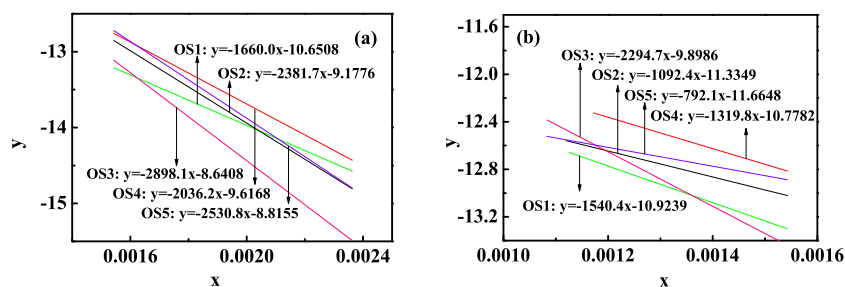 (a)
OS1: y=-1660.0x-10.6508
OS2: y=-2381.7x-9.1776
OS3: y=-2898.1x-8.6408
OS4: y=-2036.2x-9.6168
OS5: y=-2530.8x-8.8155
y
-13
-14
-15
0.0016
0.0020
0.0024
x
(b)
OS3: y=-2294.7x-9.8986
OS2: y=-1092.4x-11.3349
OS5: y=-792.1x-11.6648
OS4: y=-1319.8x-10.7782
OS1: y=-1540.4x-10.9239
y
-11.6
-12.0
-12.4
-12.8
-13.2
0.0010
0.0012
0.0014
0.0016
x